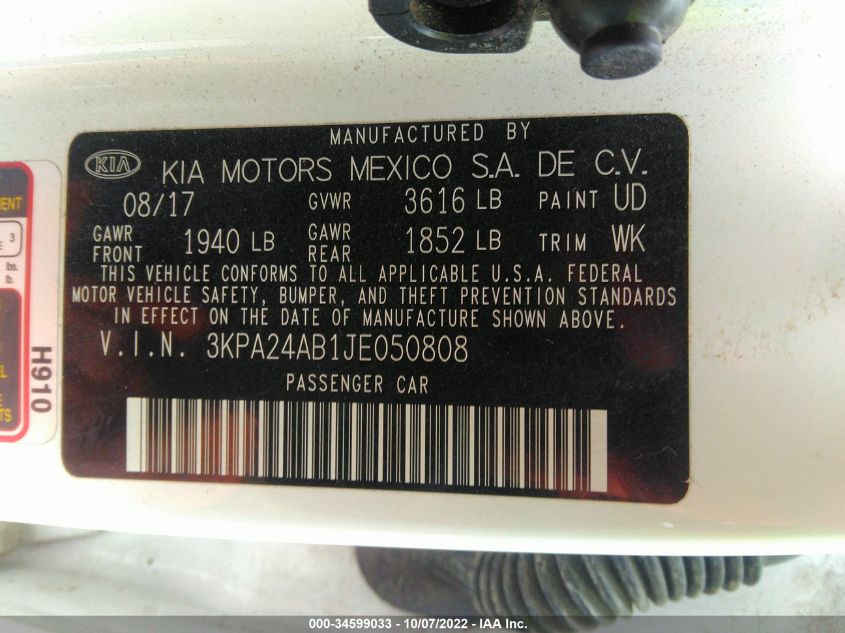 MANUFACTURED BY
KIA
KIA MOTORS MEXICO S.A. DE C.V.
08/17 GVWR 3616 LB PAINT UD
GAWR FRONT 1940 LB GAWR REAR 1852 LB TRIM WK
THIS VEHICLE CONFORMS TO ALL APPLICABLE U.S.A. FEDERAL
MOTOR VEHICLE SAFETY, BUMPER, AND THEFT PREVENTION STANDARDS
IN EFFECT ON THE DATE OF MANUFACTURE SHOWN ABOVE.
V.I.N. 3KPA24AB1JE050808
PASSENGER CAR
3
lbs.
lb.
H910
000-34599033 - 10/07/2022 - IAA Inc.